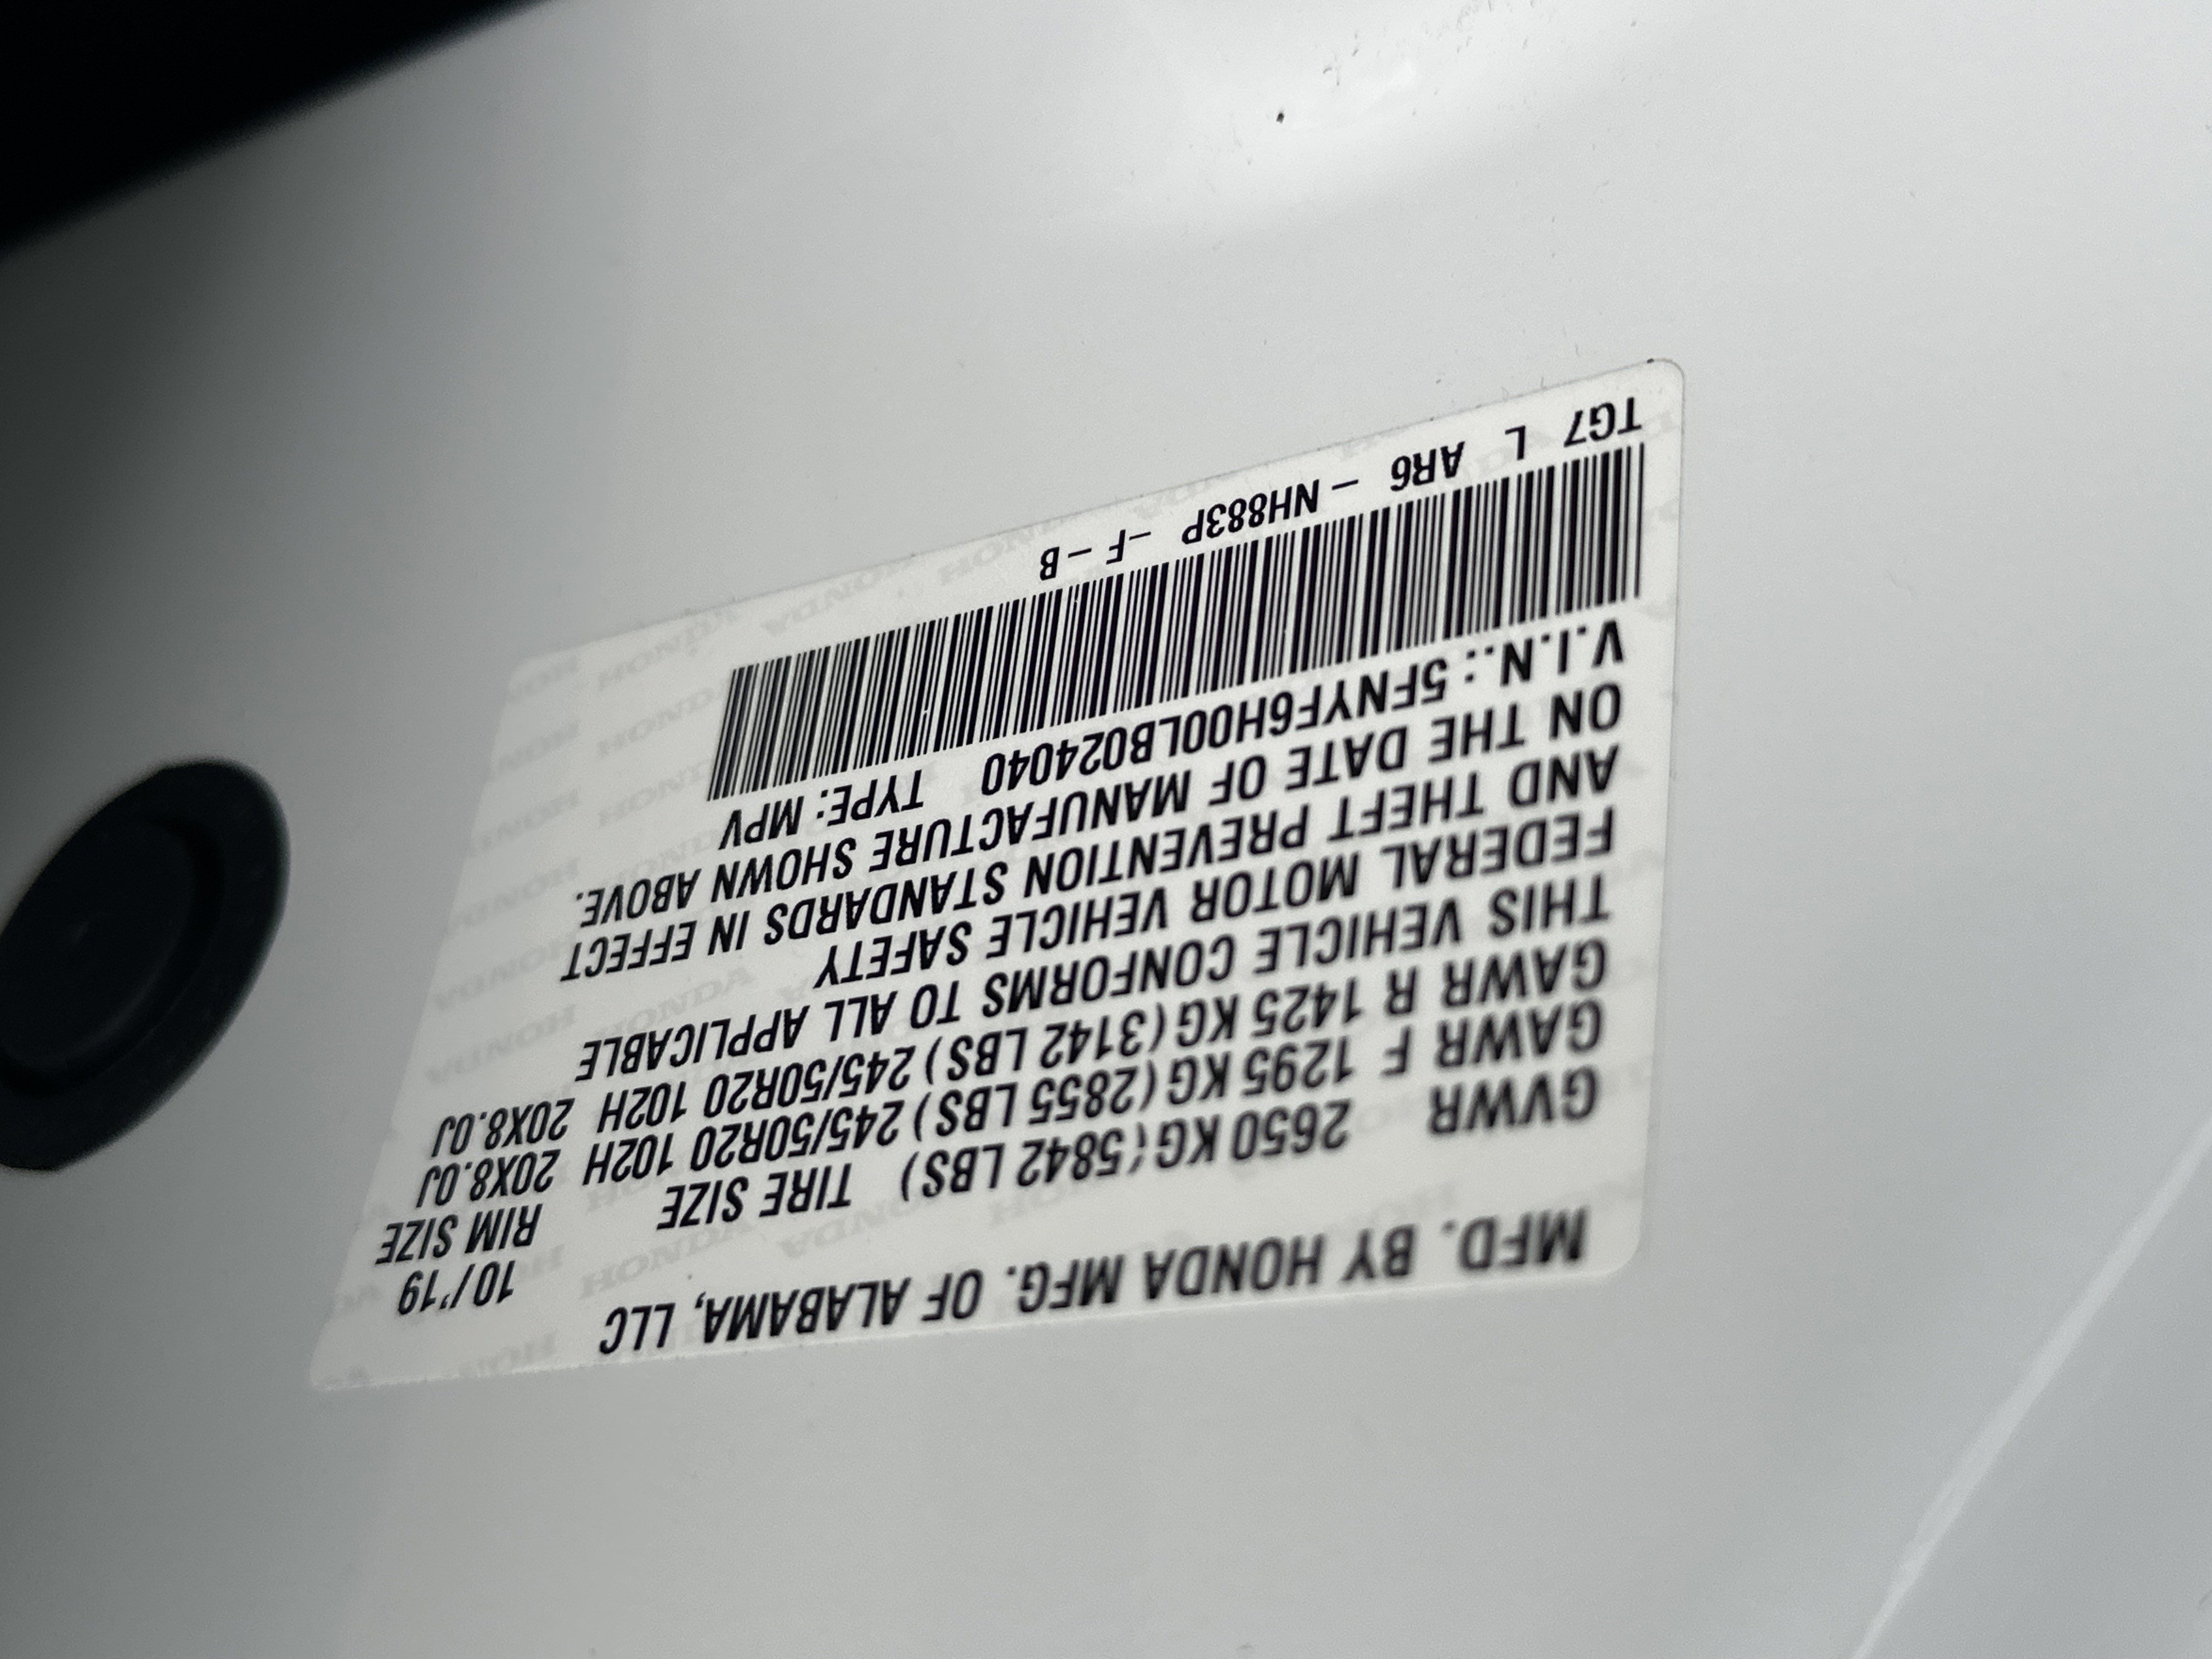 MFD. BY HONDA MFG. OF ALABAMA, LLC 10/'19
GVWR 2650 KG (5842 LBS) TIRE SIZE RIM SIZE
GAWR F 1295 KG (2855 LBS) 245/50R20 102H 20X8.0J
GAWR R 1425 KG (3142 LBS) 245/50R20 102H 20X8.0J
THIS VEHICLE CONFORMS TO ALL APPLICABLE
FEDERAL MOTOR VEHICLE SAFETY
AND THEFT PREVENTION STANDARDS IN EFFECT
ON THE DATE OF MANUFACTURE SHOWN ABOVE.
V.I.N.: 5FNYF6H00LB024040 TYPE: MPV
TG7 L AR6 - NH883P - F - B